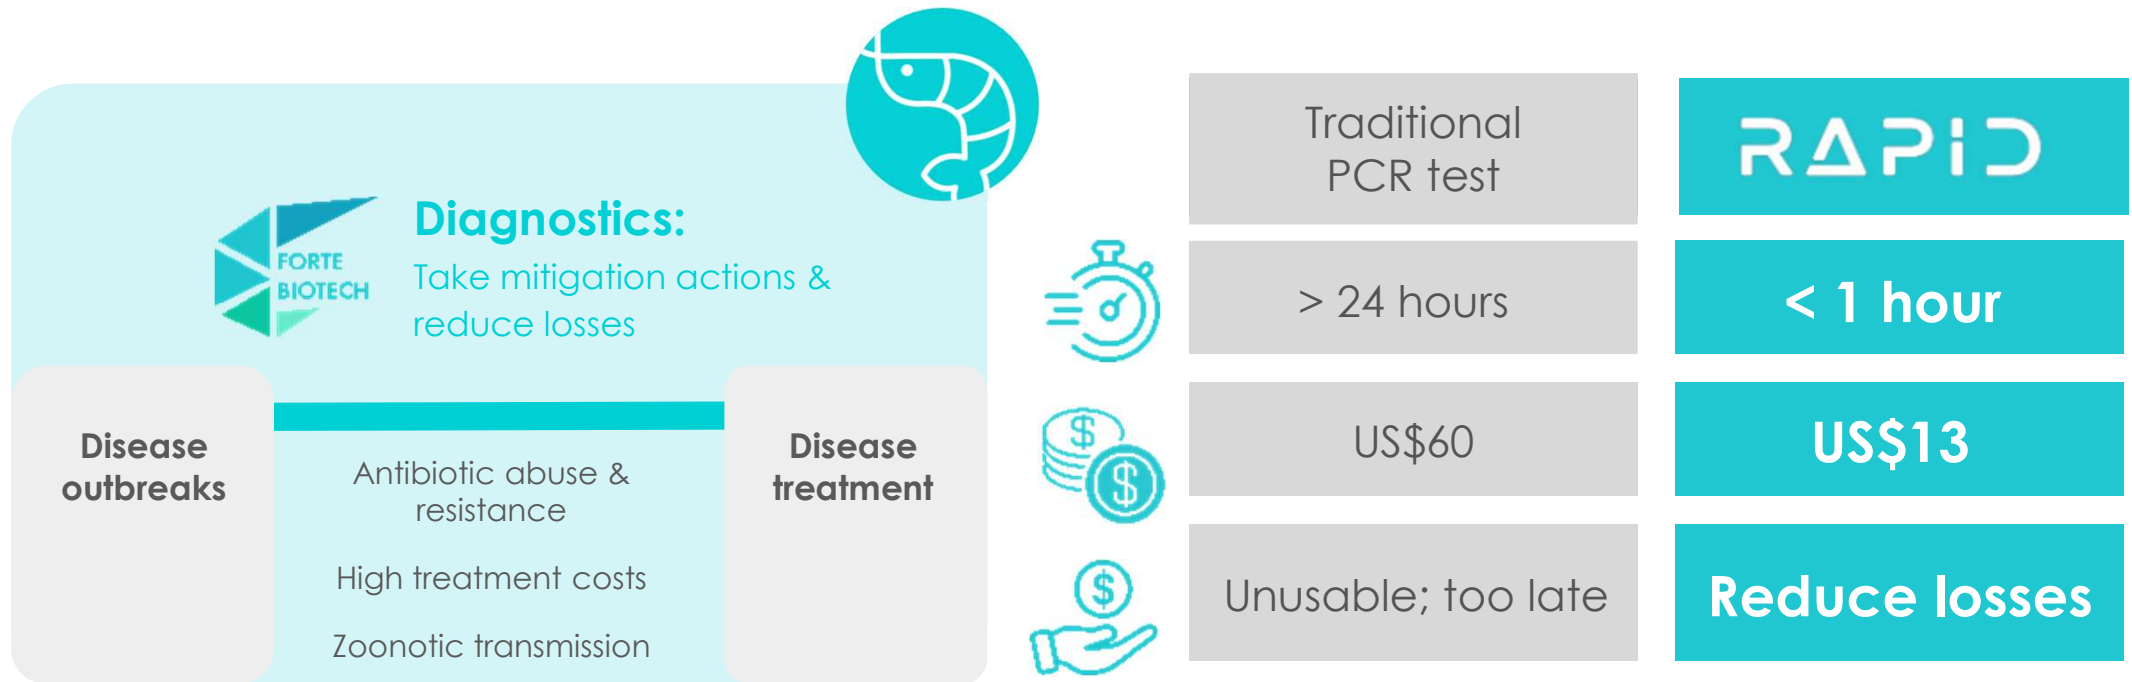 FORTE
BIOTECH
Diagnostics:
Take mitigation actions &
reduce losses
Disease
outbreaks
Antibiotic abuse &
resistance
High treatment costs
Zoonotic transmission
Disease
treatment
Traditional
PCR test
RAPiD
> 24 hours
< 1 hour
US$60
US$13
Unusable; too late
Reduce losses